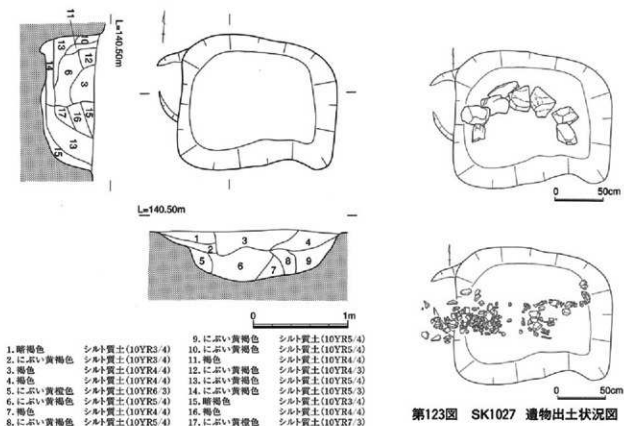 L=140.50m
11
13
10
12
14
6
3
17
16
15
13
15
L=140.50m
1
2
3
4
5
6
7
8
9
0 1m
0 50cm
0 50cm
1.暗褐色 シルト質土(10YR3/4)
2.にぶい黄褐色 シルト質土(10YR4/3)
3.褐色 シルト質土(10YR4/4)
4.褐色 シルト質土(10YR4/4)
5.にぶい黄橙色 シルト質土(10YR6/3)
6.にぶい黄褐色 シルト質土(10YR5/4)
7.褐色 シルト質土(10YR4/4)
8.にぶい黄褐色 シルト質土(10YR5/4)
9.にぶい黄褐色 シルト質土(10YR5/4)
10.にぶい黄褐色 シルト質土(10YR5/4)
11.褐色 シルト質土(10YR4/4)
12.にぶい黄褐色 シルト質土(10YR4/3)
13.にぶい黄褐色 シルト質土(10YR5/4)
14.にぶい黄褐色 シルト質土(10YR5/3)
15.暗褐色 シルト質土(10YR3/4)
16.褐色 シルト質土(10YR4/4)
17.にぶい黄橙色 シルト質土(10YR7/3)
第123図 SK1027 遺物出土状況図